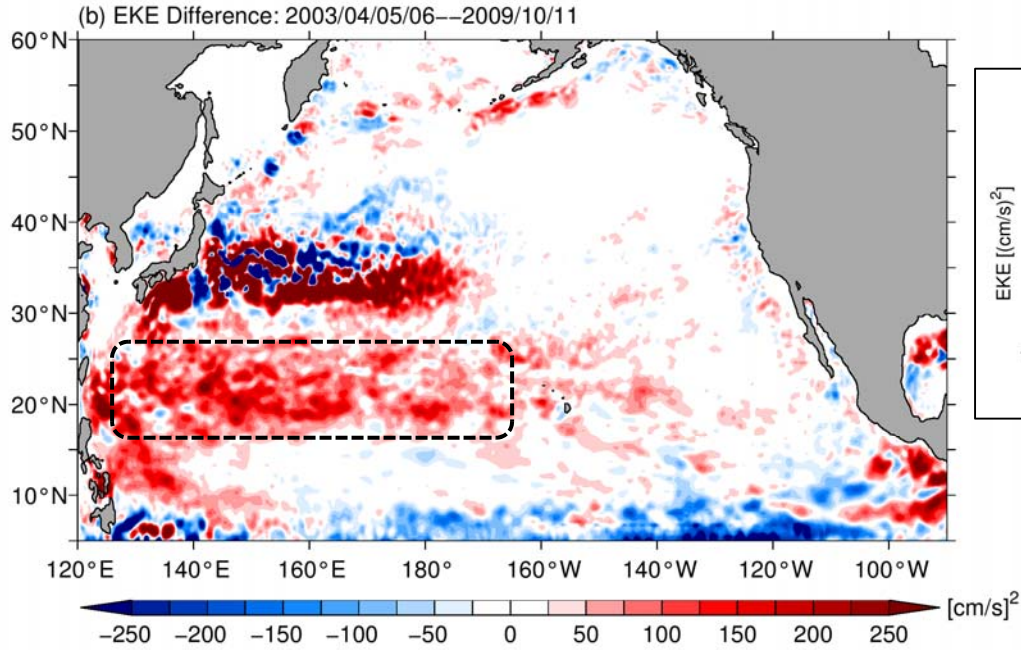 (b) EKE Difference: 2003/04/05/06−−2009/10/11
60°N
50°N
40°N
30°N
20°N
10°N
120°E 140°E 160°E 180°E 160°W 140°W 120°W 100°W
−250 −200 −150 −100 −50 0 50 100 150 200 250 [cm/s]²
EKE [(cm/s)²]